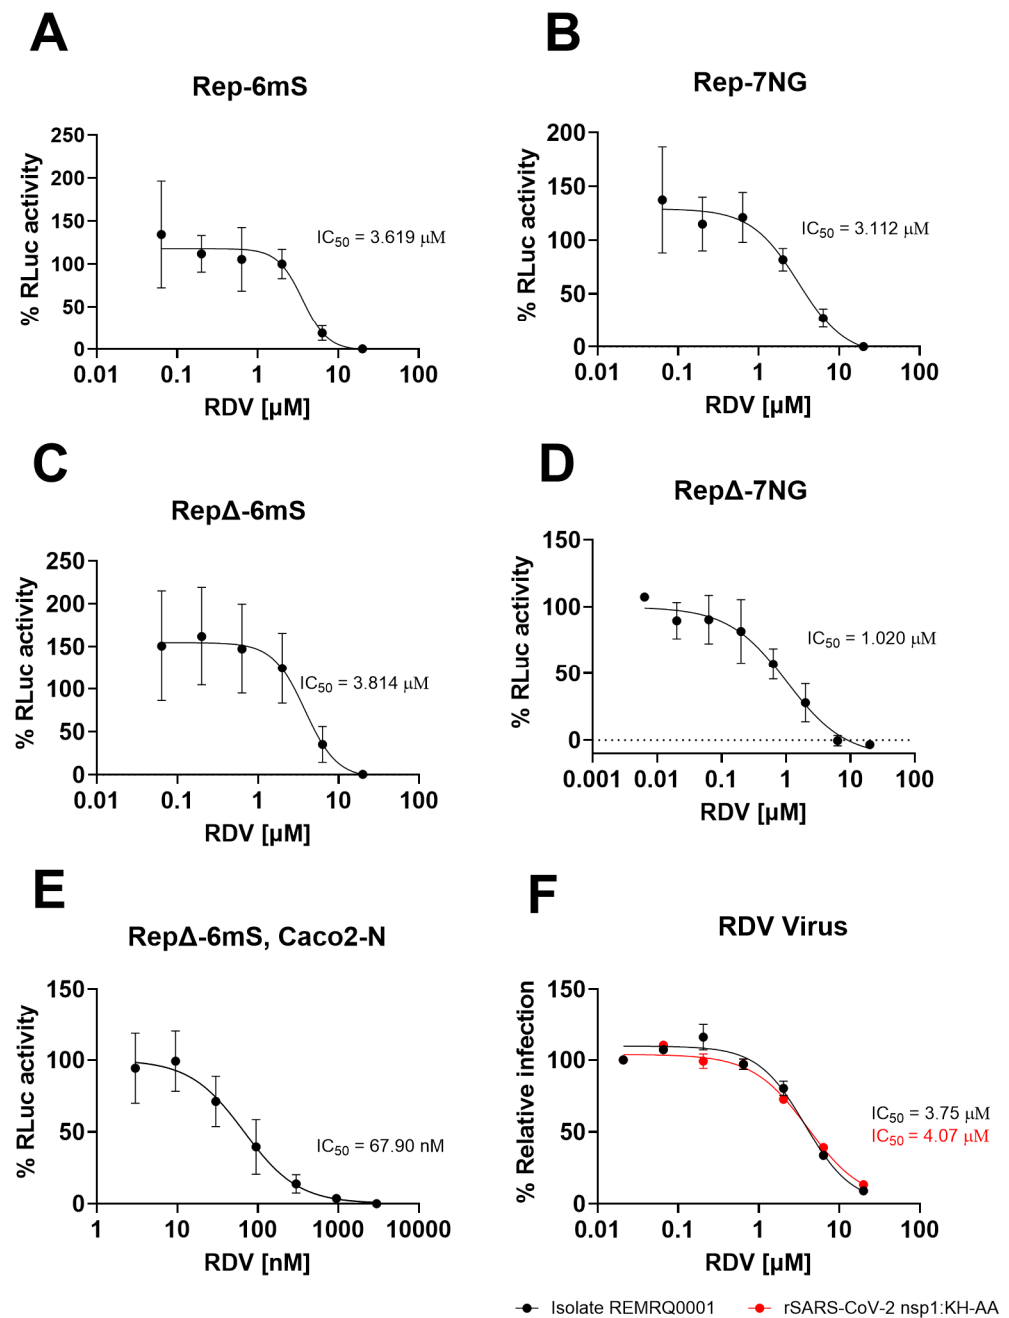 A
Rep-6mS
% RLuc activity
250
200
150
100
50
0
0.01 0.1 1 10 100
RDV [µM]
IC50 = 3.619 µM
B
Rep-7NG
% RLuc activity
200
150
100
50
0
0.01 0.1 1 10 100
RDV [µM]
IC50 = 3.112 µM
C
RepΔ-6mS
% RLuc activity
250
200
150
100
50
0
0.01 0.1 1 10 100
RDV [µM]
IC50 = 3.814 µM
D
RepΔ-7NG
% RLuc activity
150
100
50
0
0.001 0.01 0.1 1 10 100
RDV [µM]
IC50 = 1.020 µM
E
RepΔ-6mS, Caco2-N
% RLuc activity
150
100
50
0
1 10 100 1000 10000
RDV [nM]
IC50 = 67.90 nM
F
RDV Virus
% Relative infection
150
100
50
0
0.01 0.1 1 10 100
RDV [µM]
IC50 = 3.75 µM
IC50 = 4.07 µM
Isolate REMRQ0001
rSARS-CoV-2 nsp1:KH-AA